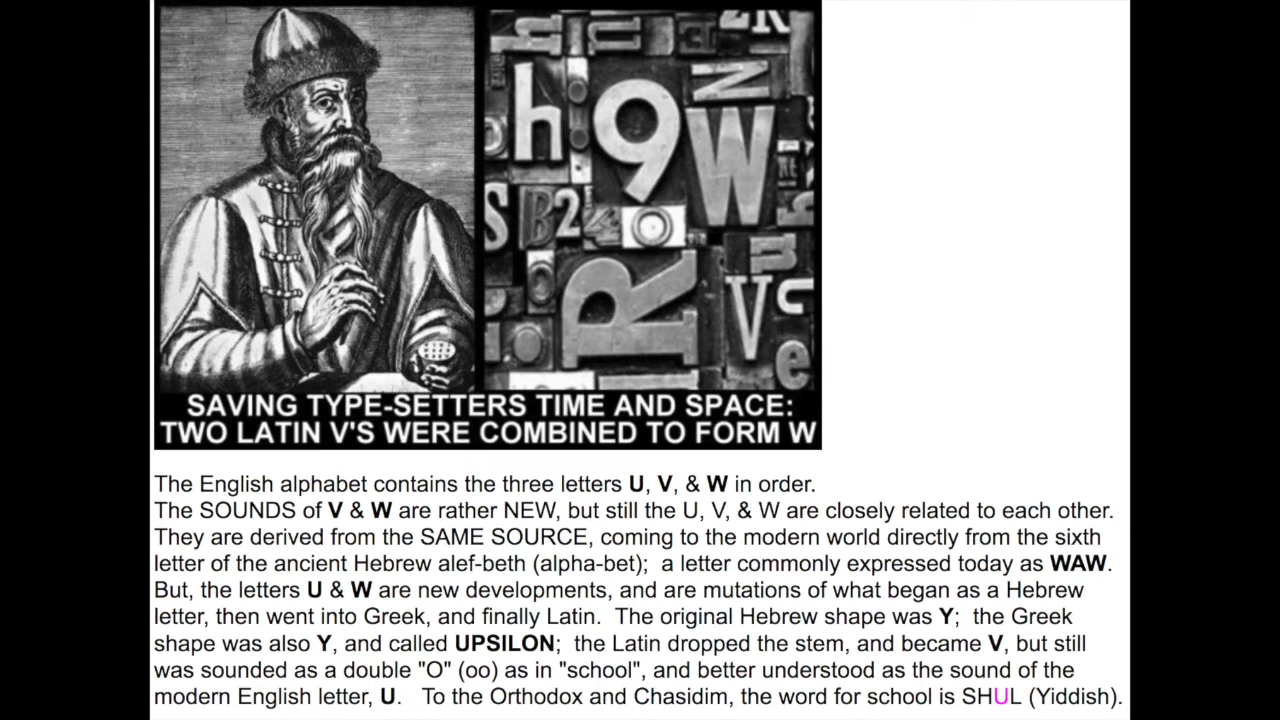 SAVING TYPE-SETTERS TIME AND SPACE:
TWO LATIN V'S WERE COMBINED TO FORM W
The English alphabet contains the three letters U, V, & W in order.
The SOUNDS of V & W are rather NEW, but still the U, V, & W are closely related to each other.
They are derived from the SAME SOURCE, coming to the modern world directly from the sixth
letter of the ancient Hebrew alef-beth (alpha-bet);  a letter commonly expressed today as WAW.
But, the letters U & W are new developments, and are mutations of what began as a Hebrew
letter, then went into Greek, and finally Latin.  The original Hebrew shape was Y;  the Greek
shape was also Y, and called UPSILON;  the Latin dropped the stem, and became V, but still
was sounded as a double "O" (oo) as in "school", and better understood as the sound of the
modern English letter, U.   To the Orthodox and Chasidim, the word for school is SHUL (Yiddish).